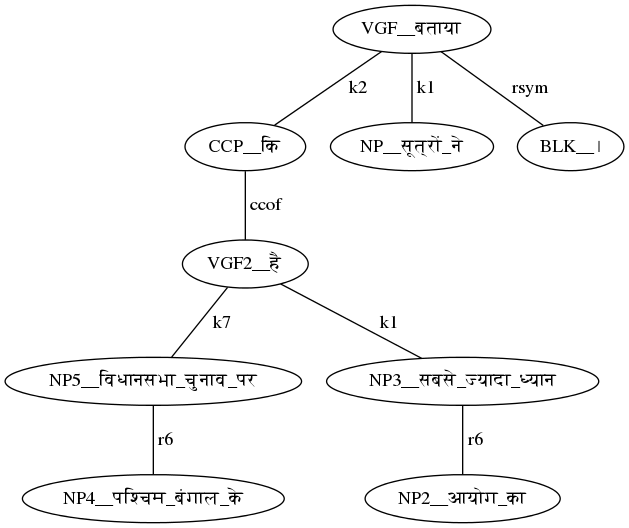 VGF__बताया
k2 k1 rsym
CCP__कि NP__सूत्रों_ने BLK__।
ccof
VGF2__है
k7 k1
NP5__विधानसभा_चुनाव_पर NP3__सबसे_ज्यादा_ध्यान
r6 r6
NP4__पश्चिम_बंगाल_के NP2__आयोग_का